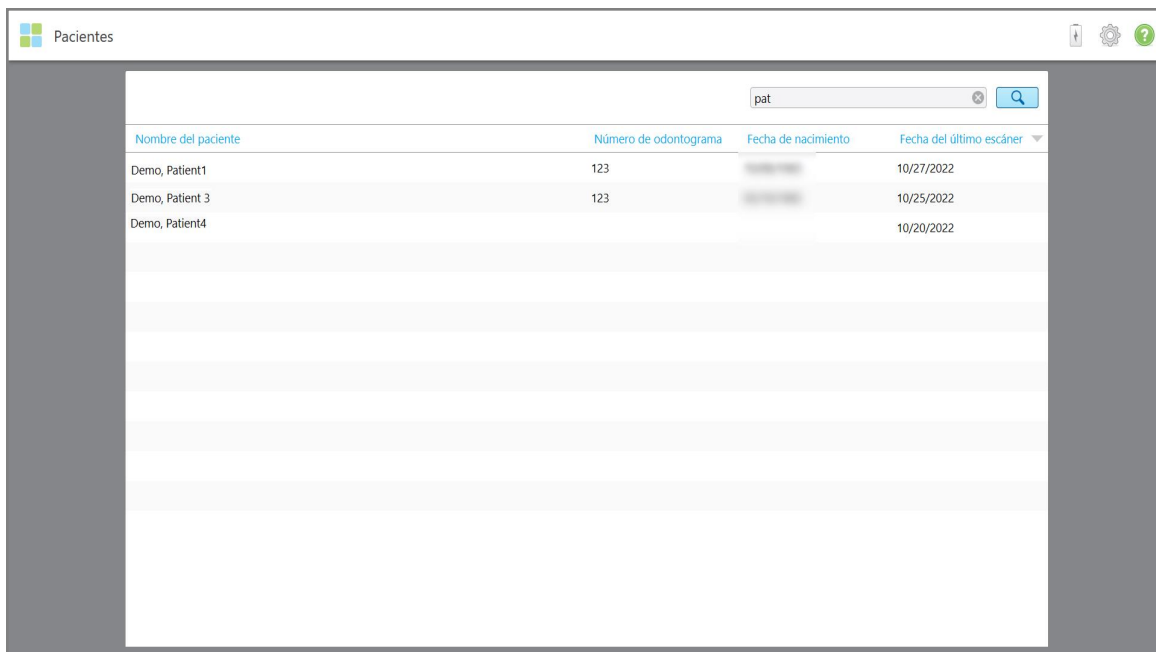 Pacientes
?
pat
Nombre del paciente Número de odontograma Fecha de nacimiento Fecha del último escáner
Demo, Patient1 123 10/27/2022
Demo, Patient 3 123 10/25/2022
Demo, Patient4 10/20/2022